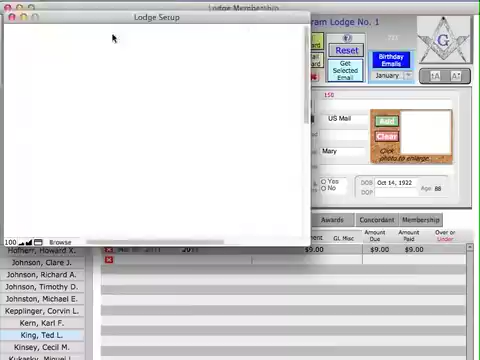 Lodge Membership
Lodge Setup
ram Lodge No. 1
Reset
Get
Selected
Email
Birthday
Emails
January
158
US Mail
Mary
Add
Clear
Click
photo to enlarge.
Yes
No
DOB Oct 14, 1922 Age 88
DOP
Awards Concordant Membership
GL Misc Amount Due Amount Paid Over or Under
100 Browse
$9.00 $9.00 $9.00
Hofherr, Howard X.
Johnson, Clare J.
Johnson, Richard A.
Johnson, Timothy D.
Johnston, Michael E.
Kepplinger, Corvin L.
Kern, Karl F.
King, Ted L.
Kinsey, Cecil M.